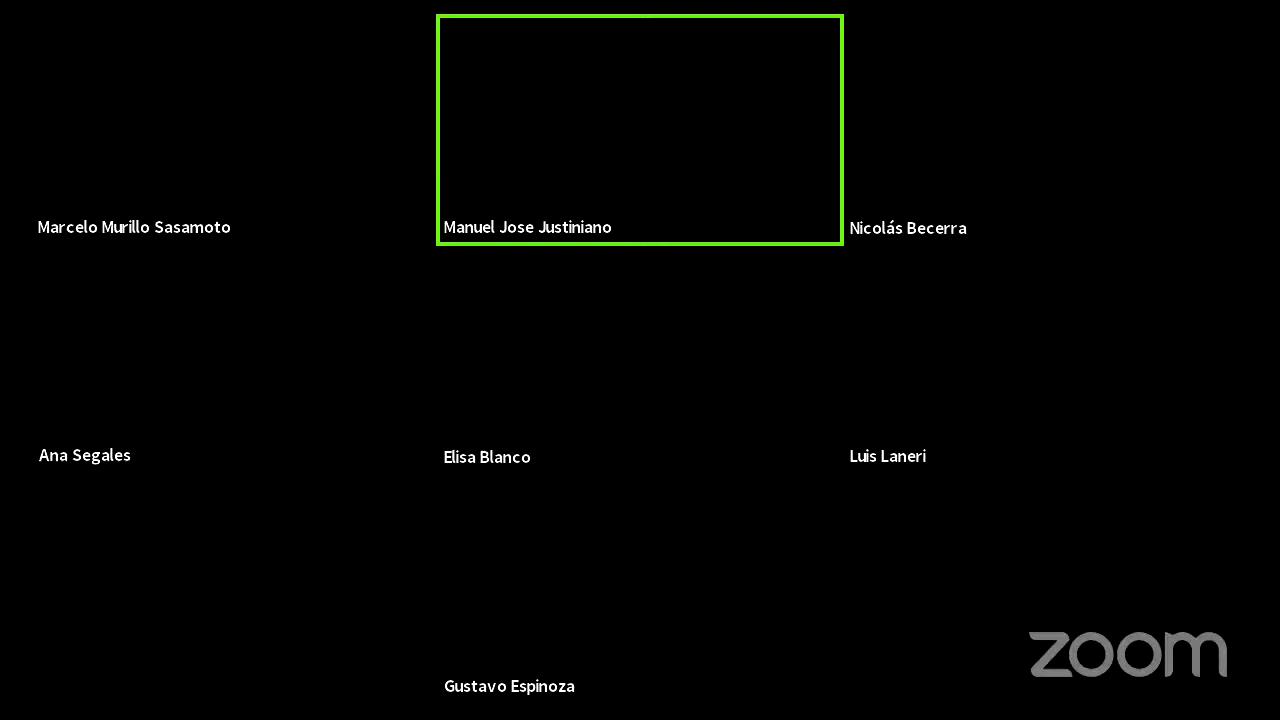 Marcelo Murillo Sasamoto
Manuel Jose Justiniano
Nicolás Becerra
Ana Segales
Elisa Blanco
Luis Laneri
zoom
Gustavo Espinoza